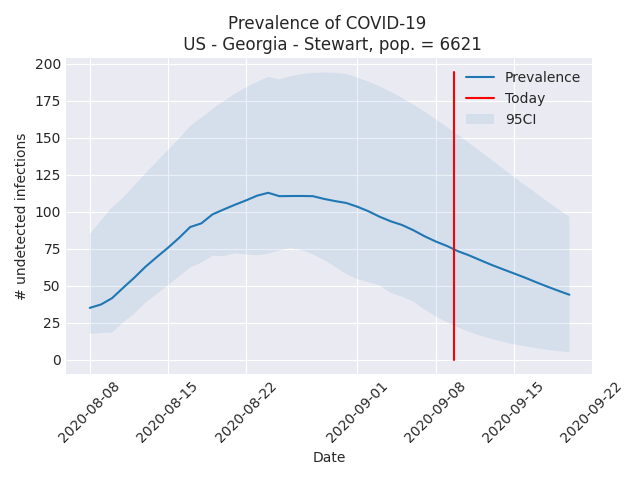 Prevalence of COVID-19
US - Georgia - Stewart, pop. = 6621
200
175
150
125
100
75
50
25
0
# undetected infections
Prevalence
Today
95CI
2020-08-08
2020-08-15
2020-08-22
2020-09-01
2020-09-08
2020-09-15
2020-09-22
Date